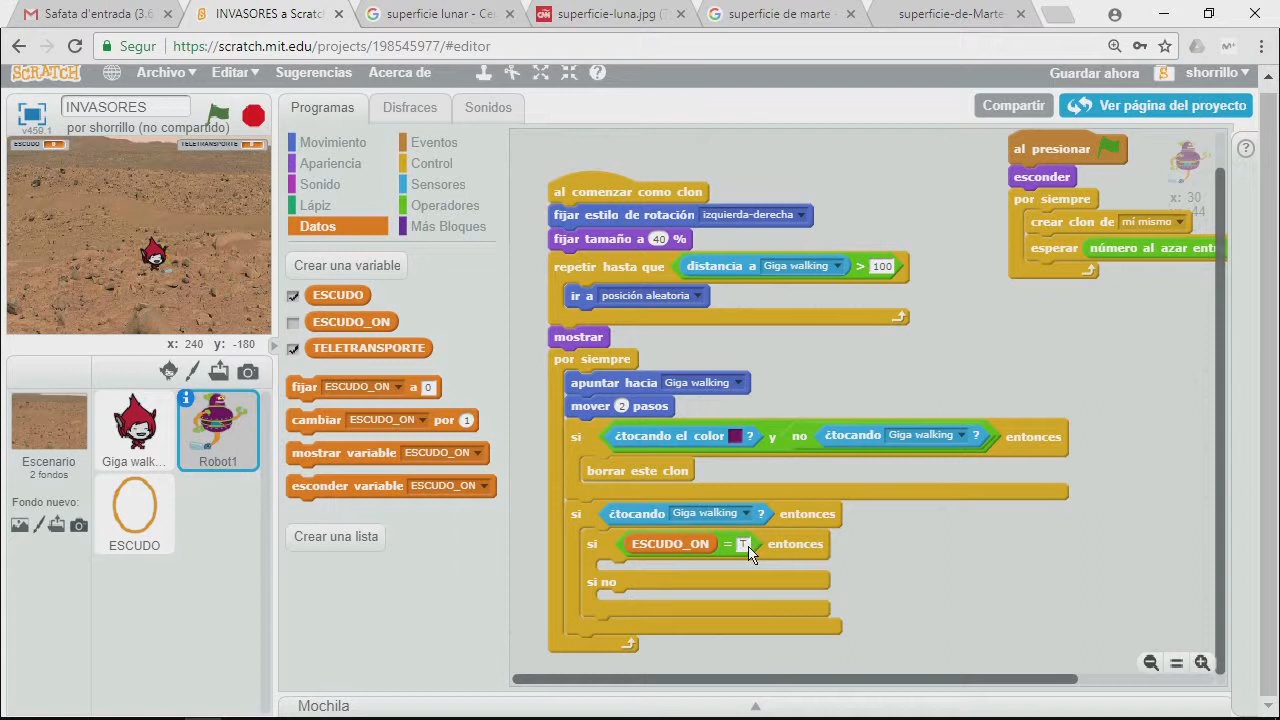 Safata d'entrada (3.6
INVASORES a Scratch
superficie lunar - Ce
superficie-luna.jpg (7
superficie de marte -
superficie-de-Marte
Segur
https://scratch.mit.edu/projects/198545977/#editor
SCRATCH
Archivo
Editar
Sugerencias
Acerca de
Guardar ahora
shorrillo
INVASORES
por shorrillo (no compartido)
v459.1
Programas
Disfraces
Sonidos
Compartir
Ver página del proyecto
ESCUDO 0
TELETRANSPORTE 0
Movimiento
Eventos
Apariencia
Control
Sonido
Sensores
Lápiz
Operadores
Datos
Más Bloques
Crear una variable
ESCUDO
ESCUDO_ON
TELETRANSPORTE
fijar ESCUDO_ON a 0
cambiar ESCUDO_ON por 1
mostrar variable ESCUDO_ON
esconder variable ESCUDO_ON
Crear una lista
x: 240 y: -180
Escenario
2 fondos
Fondo nuevo:
Giga walk...
Robot1
ESCUDO
al comenzar como clon
fijar estilo de rotación izquierda-derecha
fijar tamaño a 40 %
repetir hasta que distancia a Giga walking > 100
ir a posición aleatoria
mostrar
por siempre
apuntar hacia Giga walking
mover 2 pasos
si ¿tocando el color ? y no ¿tocando Giga walking ? entonces
borrar este clon
si ¿tocando Giga walking ? entonces
si ESCUDO_ON = T entonces
si no
al presionar
esconder
por siempre
crear clon de mí mismo
esperar número al azar ent
x: 30
Mochila